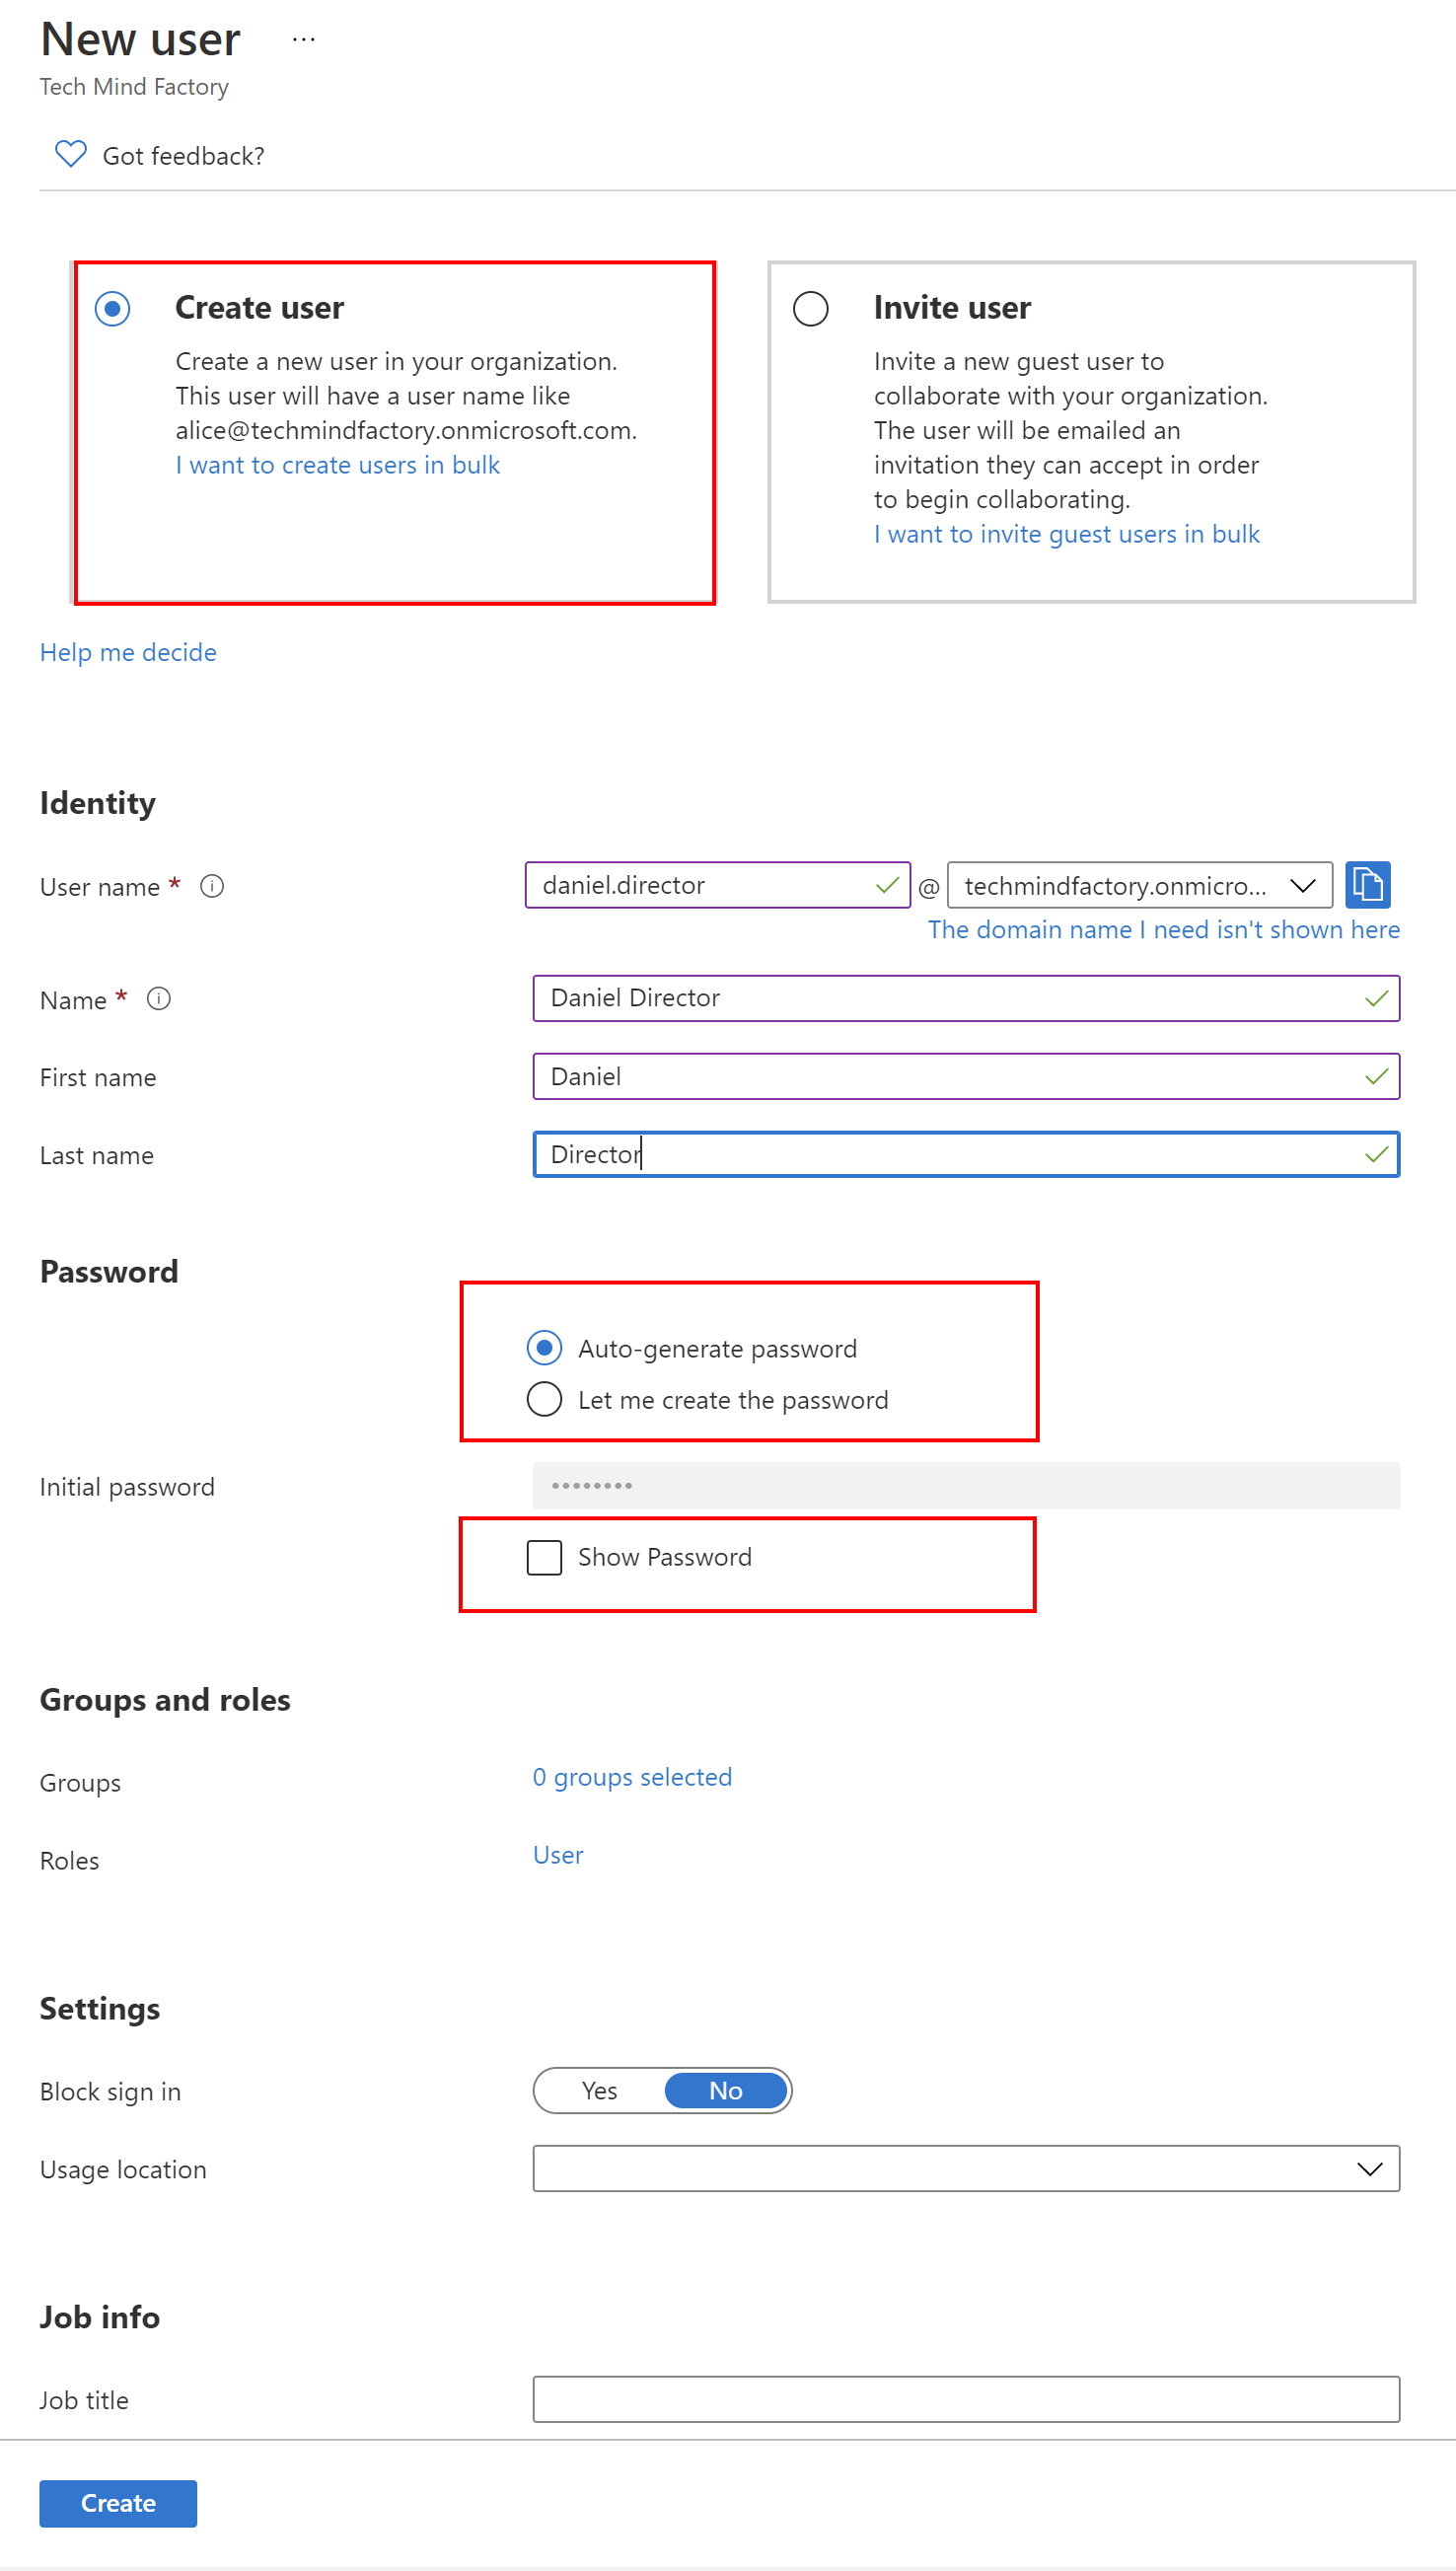 New user ...
Tech Mind Factory
Got feedback?
Create user
Create a new user in your organization.
This user will have a user name like
alice@techmindfactory.onmicrosoft.com.
I want to create users in bulk
Invite user
Invite a new guest user to
collaborate with your organization.
The user will be emailed an
invitation they can accept in order
to begin collaborating.
I want to invite guest users in bulk
Help me decide
Identity
User name * daniel.director @ techmindfactory.onmicro...
The domain name I need isn't shown here
Name * Daniel Director
First name Daniel
Last name Director
Password
Auto-generate password
Let me create the password
Initial password ••••••••
Show Password
Groups and roles
Groups 0 groups selected
Roles User
Settings
Block sign in Yes No
Usage location
Job info
Job title
Create